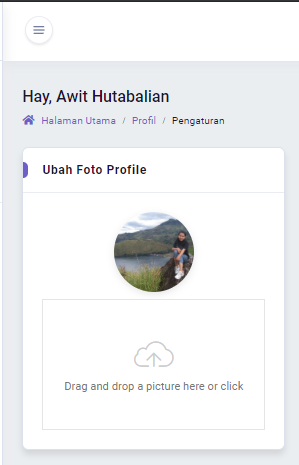 Hay, Awit Hutabalian
Halaman Utama / Profil / Pengaturan
Ubah Foto Profile
Drag and drop a picture here or click